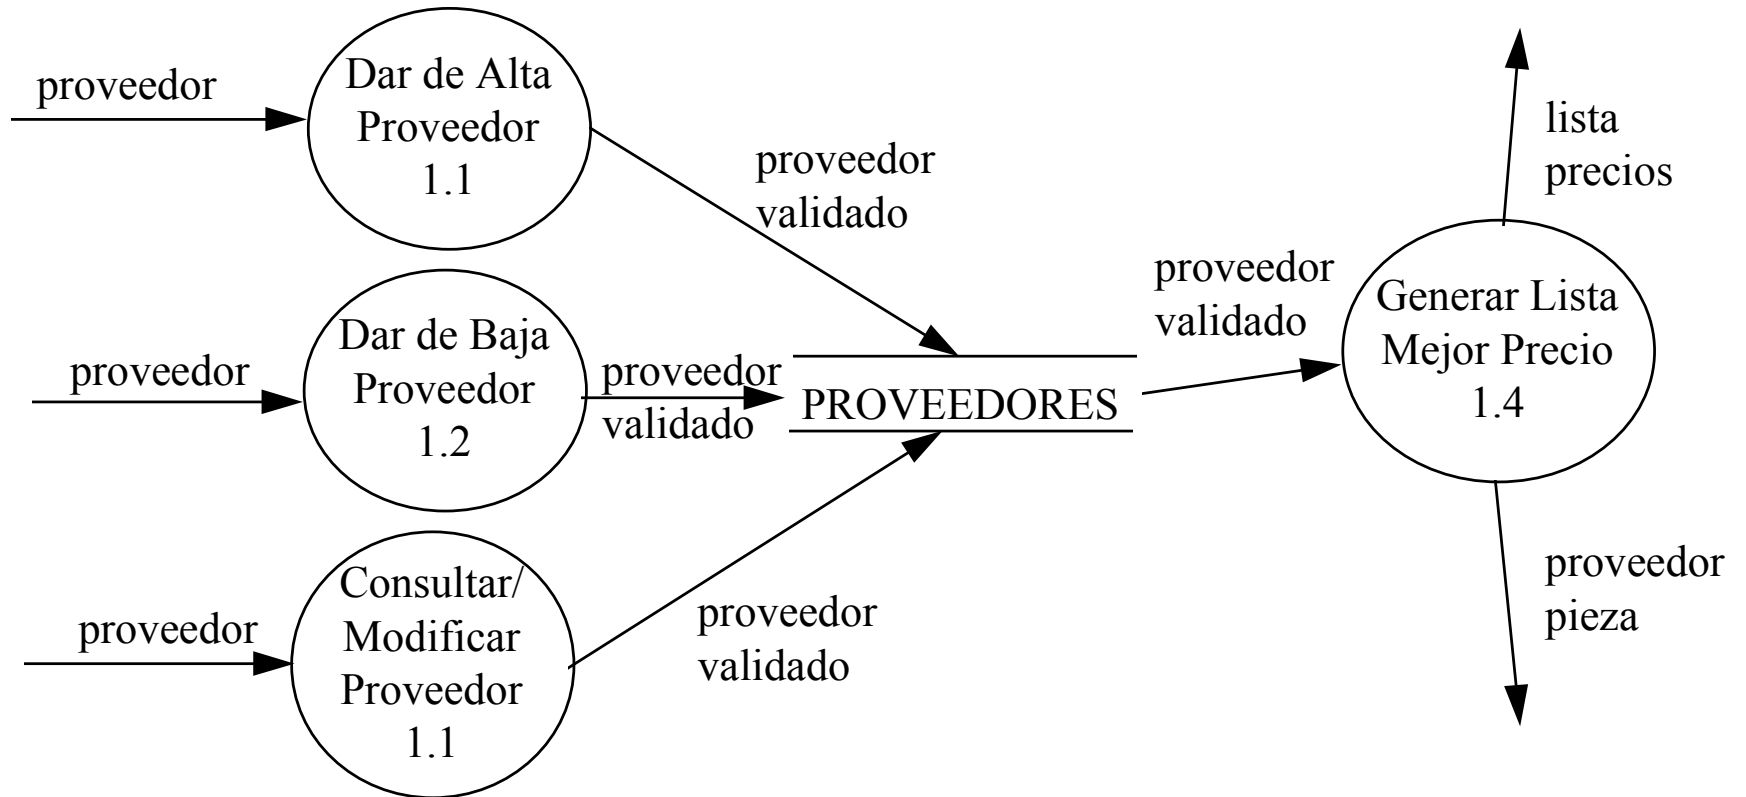 proveedor
Dar de Alta
Proveedor
1.1
proveedor
validado
proveedor
Dar de Baja
Proveedor
1.2
proveedor
validado
PROVEEDORES
proveedor
Consultar/
Modificar
Proveedor
1.1
proveedor
validado
proveedor
validado
Generar Lista
Mejor Precio
1.4
lista
precios
proveedor
pieza